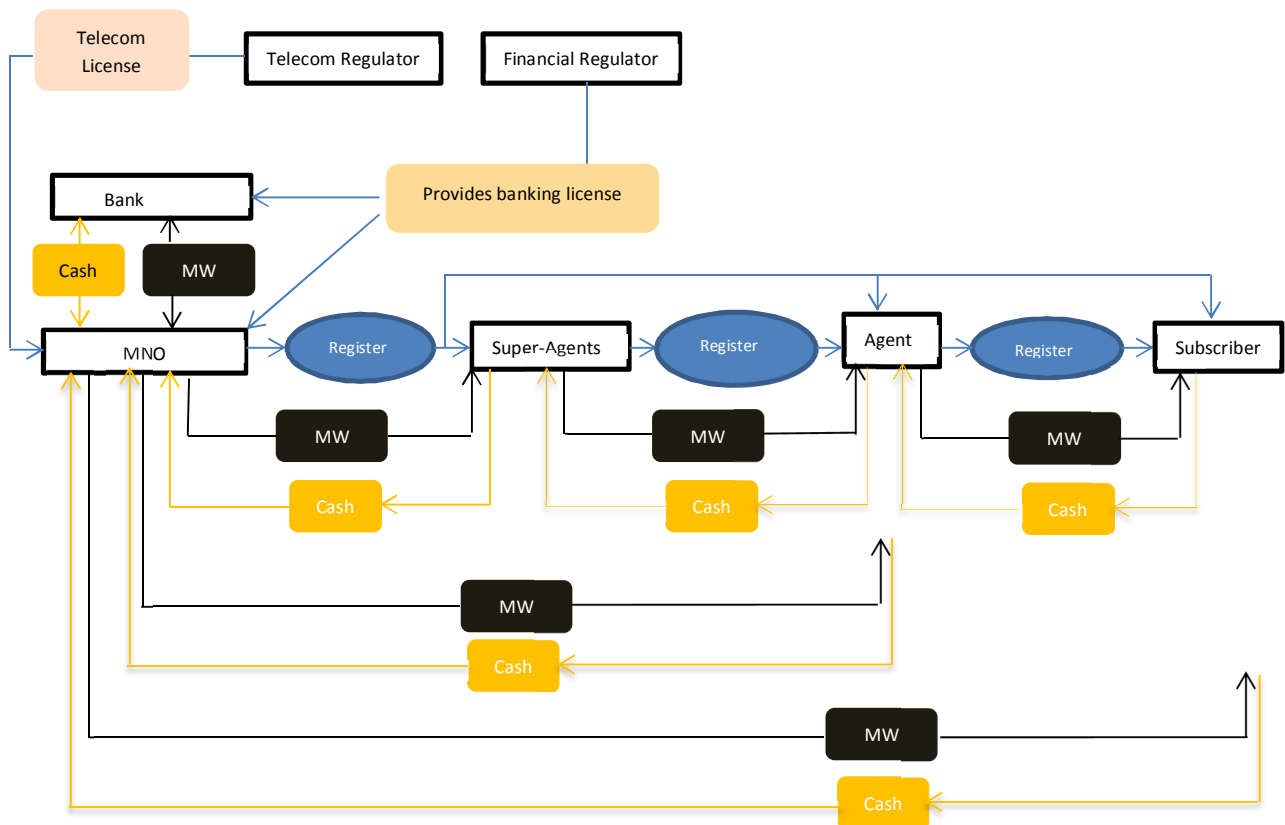 Telecom
License
Telecom Regulator
Financial Regulator
Provides banking license
Bank
Cash
MW
MNO
Register
Super-Agents
Register
Agent
Register
Subscriber
MW
MW
MW
Cash
Cash
Cash
MW
Cash
MW
Cash